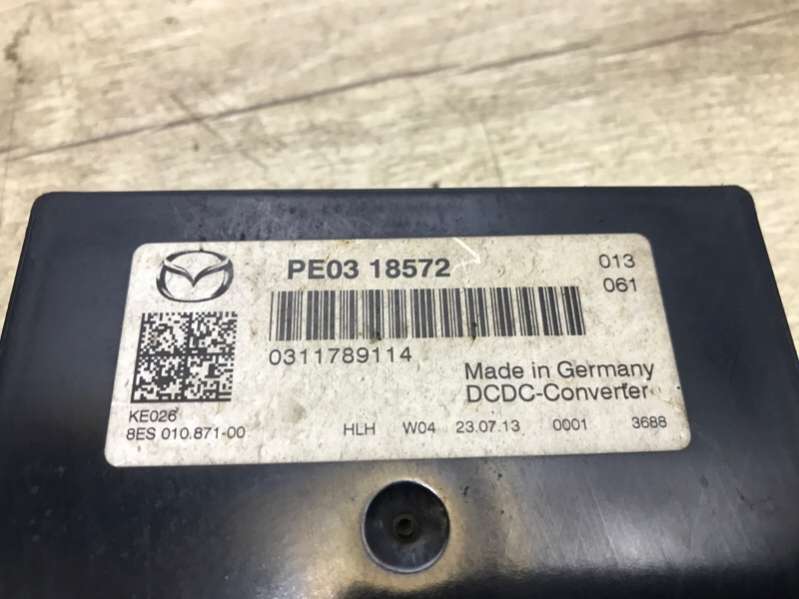 PE03 18572
013
061
0311789114
Made in Germany
DCDC-Converter
KE026
8ES 010.871-00
HLH W04 23.07.13 0001 3688